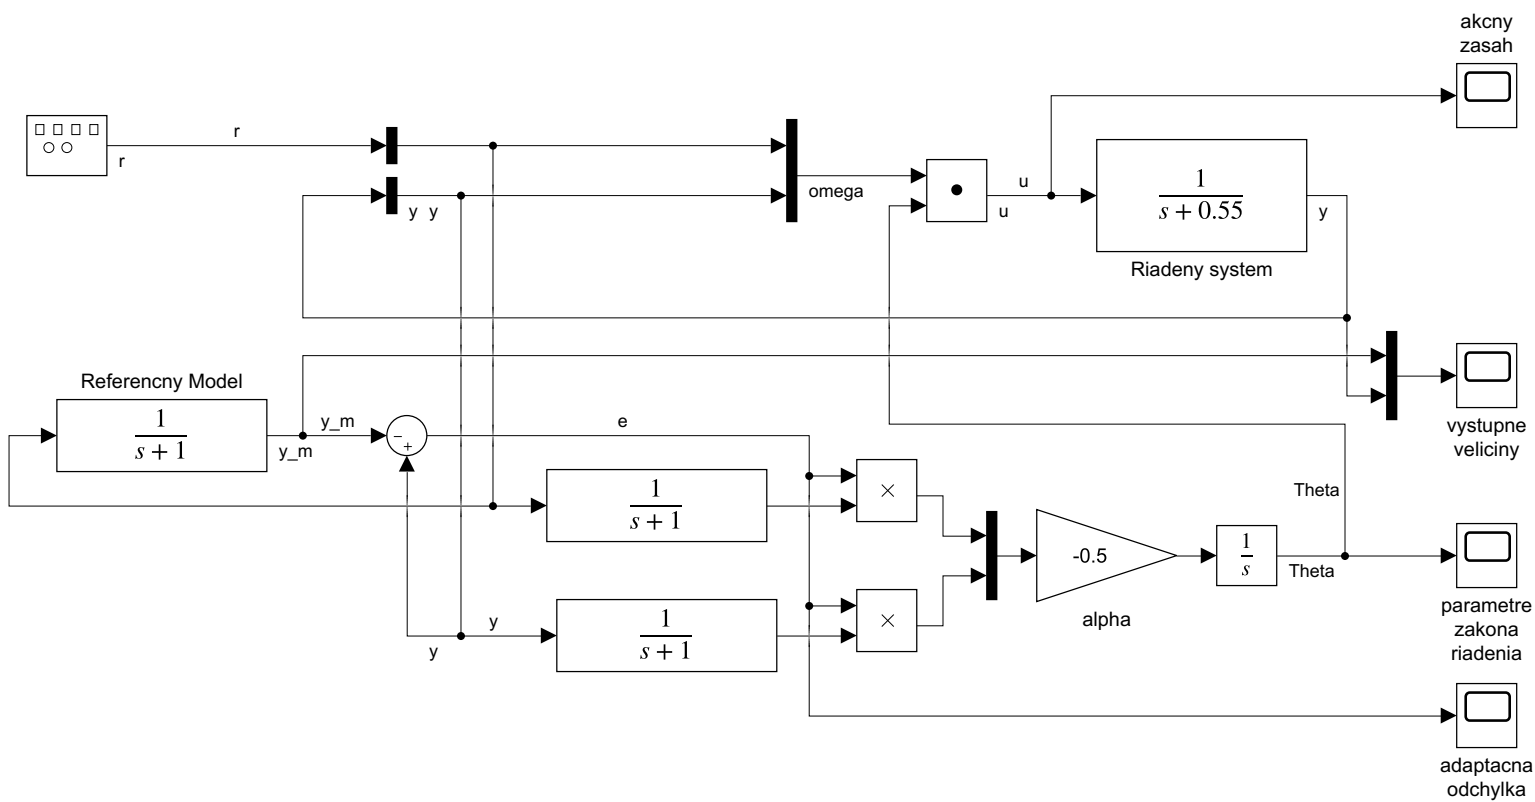 akcny
zasah
r
r
y y
omega
u
u
1
s + 0.55
y
Riadeny system
Referencny Model
1
s + 1
y_m
y_m
−
+
e
vystupne
veliciny
1
s + 1
×
Theta
-0.5
alpha
1
s
Theta
parametre
zakona
riadenia
y
y
1
s + 1
×
adaptacna
odchylka